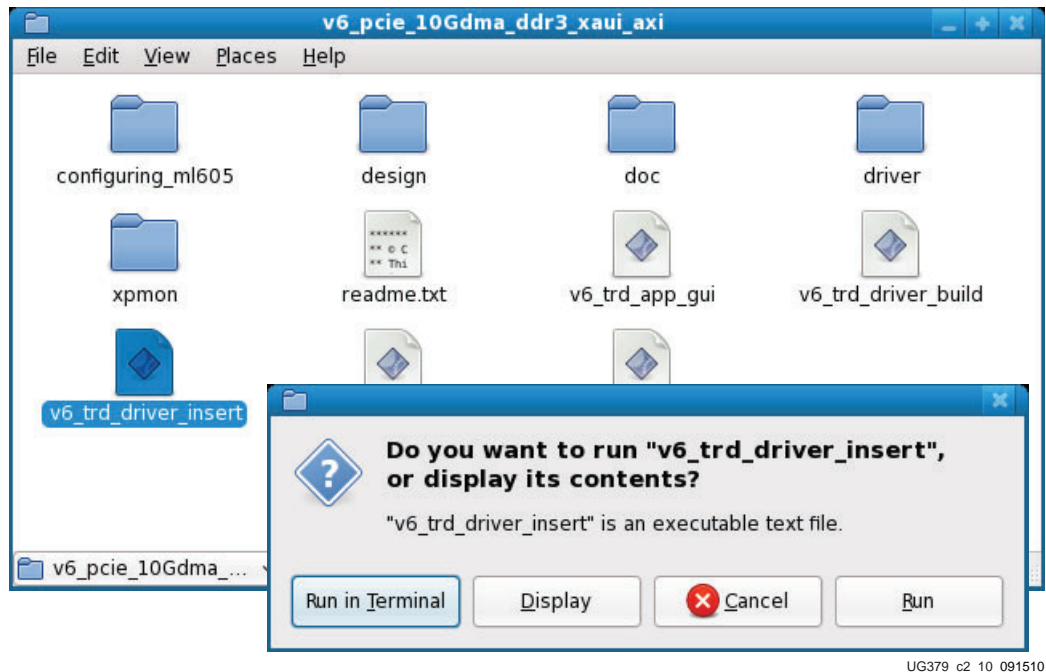 v6_pcie_10Gdma_ddr3_xaui_axi
File Edit View Places Help
configuring_ml605 design doc driver
******
** © C
** Thi
xpmon readme.txt v6_trd_app_gui v6_trd_driver_build
v6_trd_driver_insert
Do you want to run "v6_trd_driver_insert",
or display its contents?
"v6_trd_driver_insert" is an executable text file.
v6_pcie_10Gdma_...
Run in Terminal Display Cancel Run
UG379_c2_10_091510